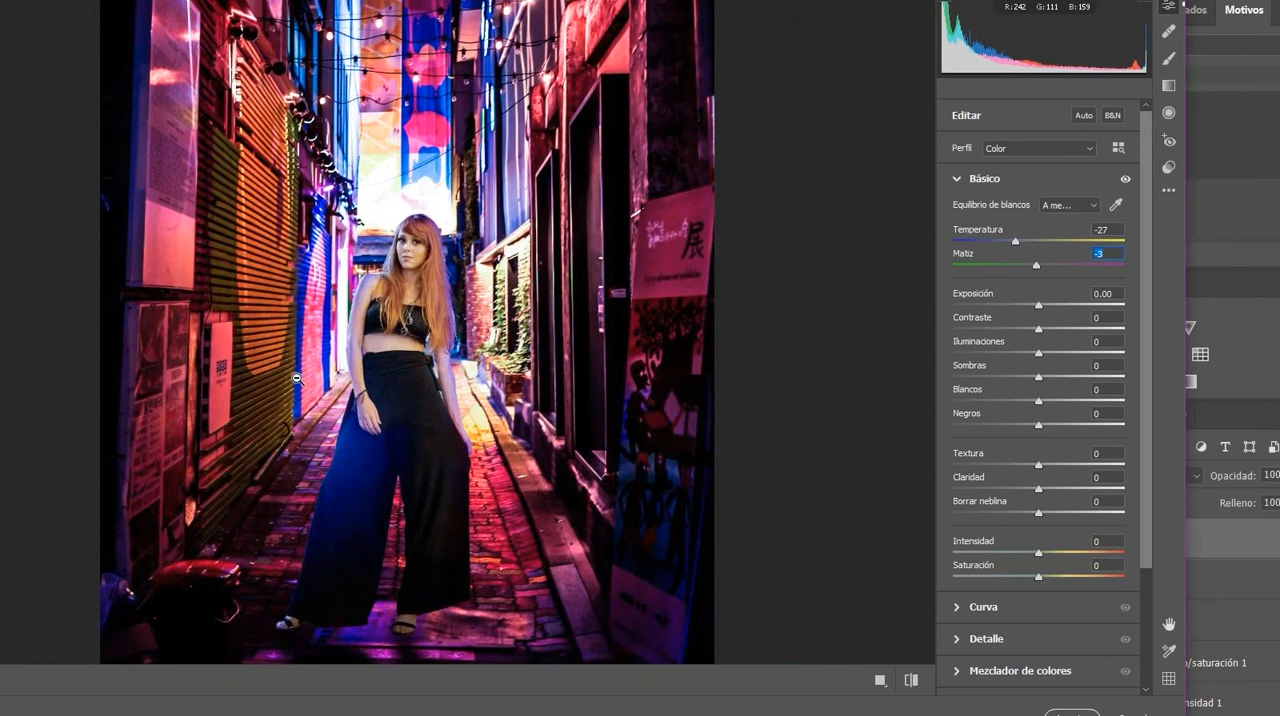 R:242 G:111 B:159
ados Motivos
Editar Auto B&N
Perfil Color
Básico
Equilibrio de blancos A me...
Temperatura -27
Matiz -3
Exposición 0.00
Contraste 0
Iluminaciones 0
Sombras 0
Blancos 0
Negros 0
Textura 0
Claridad 0
Borrar neblina 0
Intensidad 0
Saturación 0
Curva
Detalle
Mezclador de colores
Opacidad: 100
Relleno: 100
o/saturación 1
nsidad 1
展